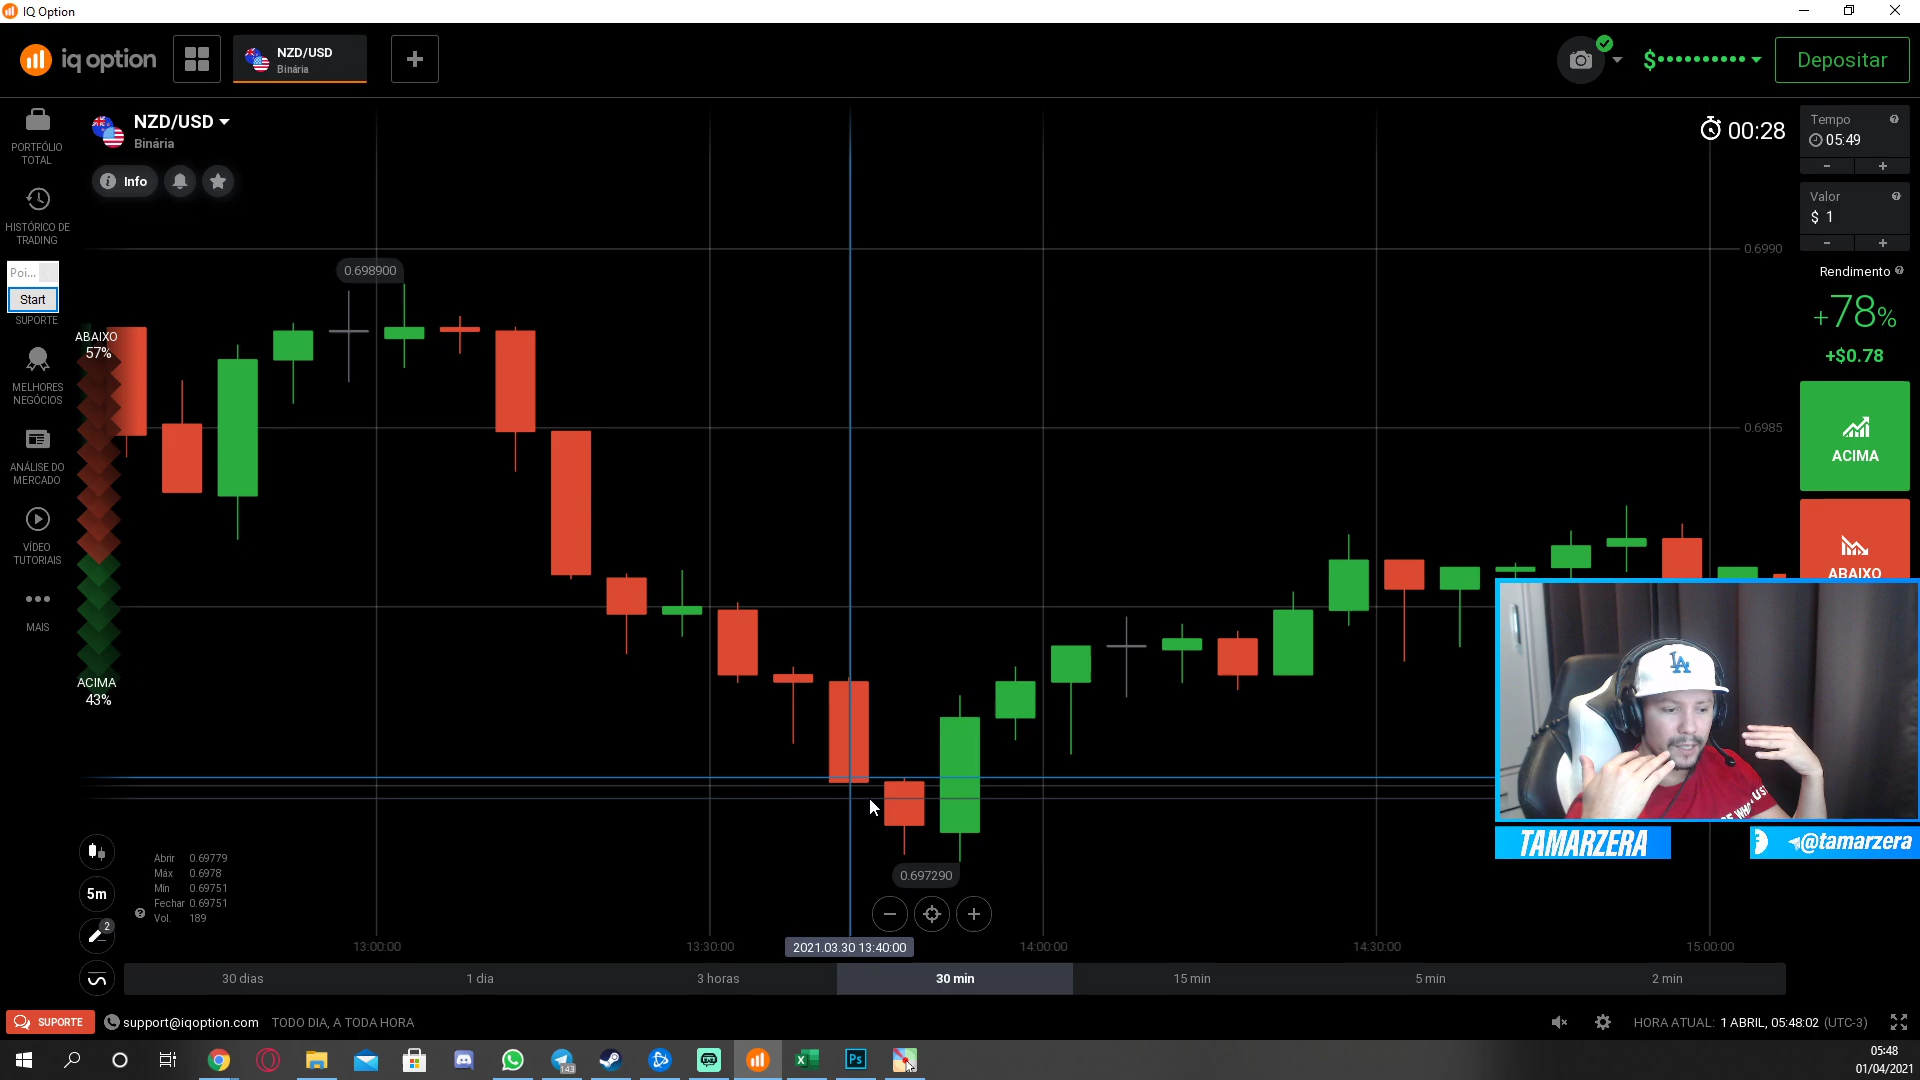 IQ Option
iq option
NZD/USD
Binária
$••••••••••
Depositar
PORTFÓLIO
TOTAL
HISTÓRICO DE
TRADING
Poi...
Start
SUPORTE
MELHORES
NEGÓCIOS
ANÁLISE DO
MERCADO
VÍDEO
TUTORIAIS
MAIS
NZD/USD
Binária
Info
ABAIXO
57%
ACIMA
43%
0.698900
0.697290
00:28
0.6990
0.6985
Tempo
05:49
Valor
$ 1
Rendimento
+78%
+$0.78
ACIMA
ABAIXO
LA
TAMARZERA
@tamarzera
5m
2
Abrir 0.69779
Máx 0.6978
Mín 0.69751
Fechar 0.69751
Vol. 189
13:00:00
13:30:00
2021.03.30 13:40:00
14:00:00
14:30:00
15:00:00
30 dias
1 dia
3 horas
30 min
15 min
5 min
2 min
SUPORTE
support@iqoption.com
TODO DIA, A TODA HORA
HORA ATUAL: 1 ABRIL, 05:48:02 (UTC-3)
143
Ps
05:48
01/04/2021